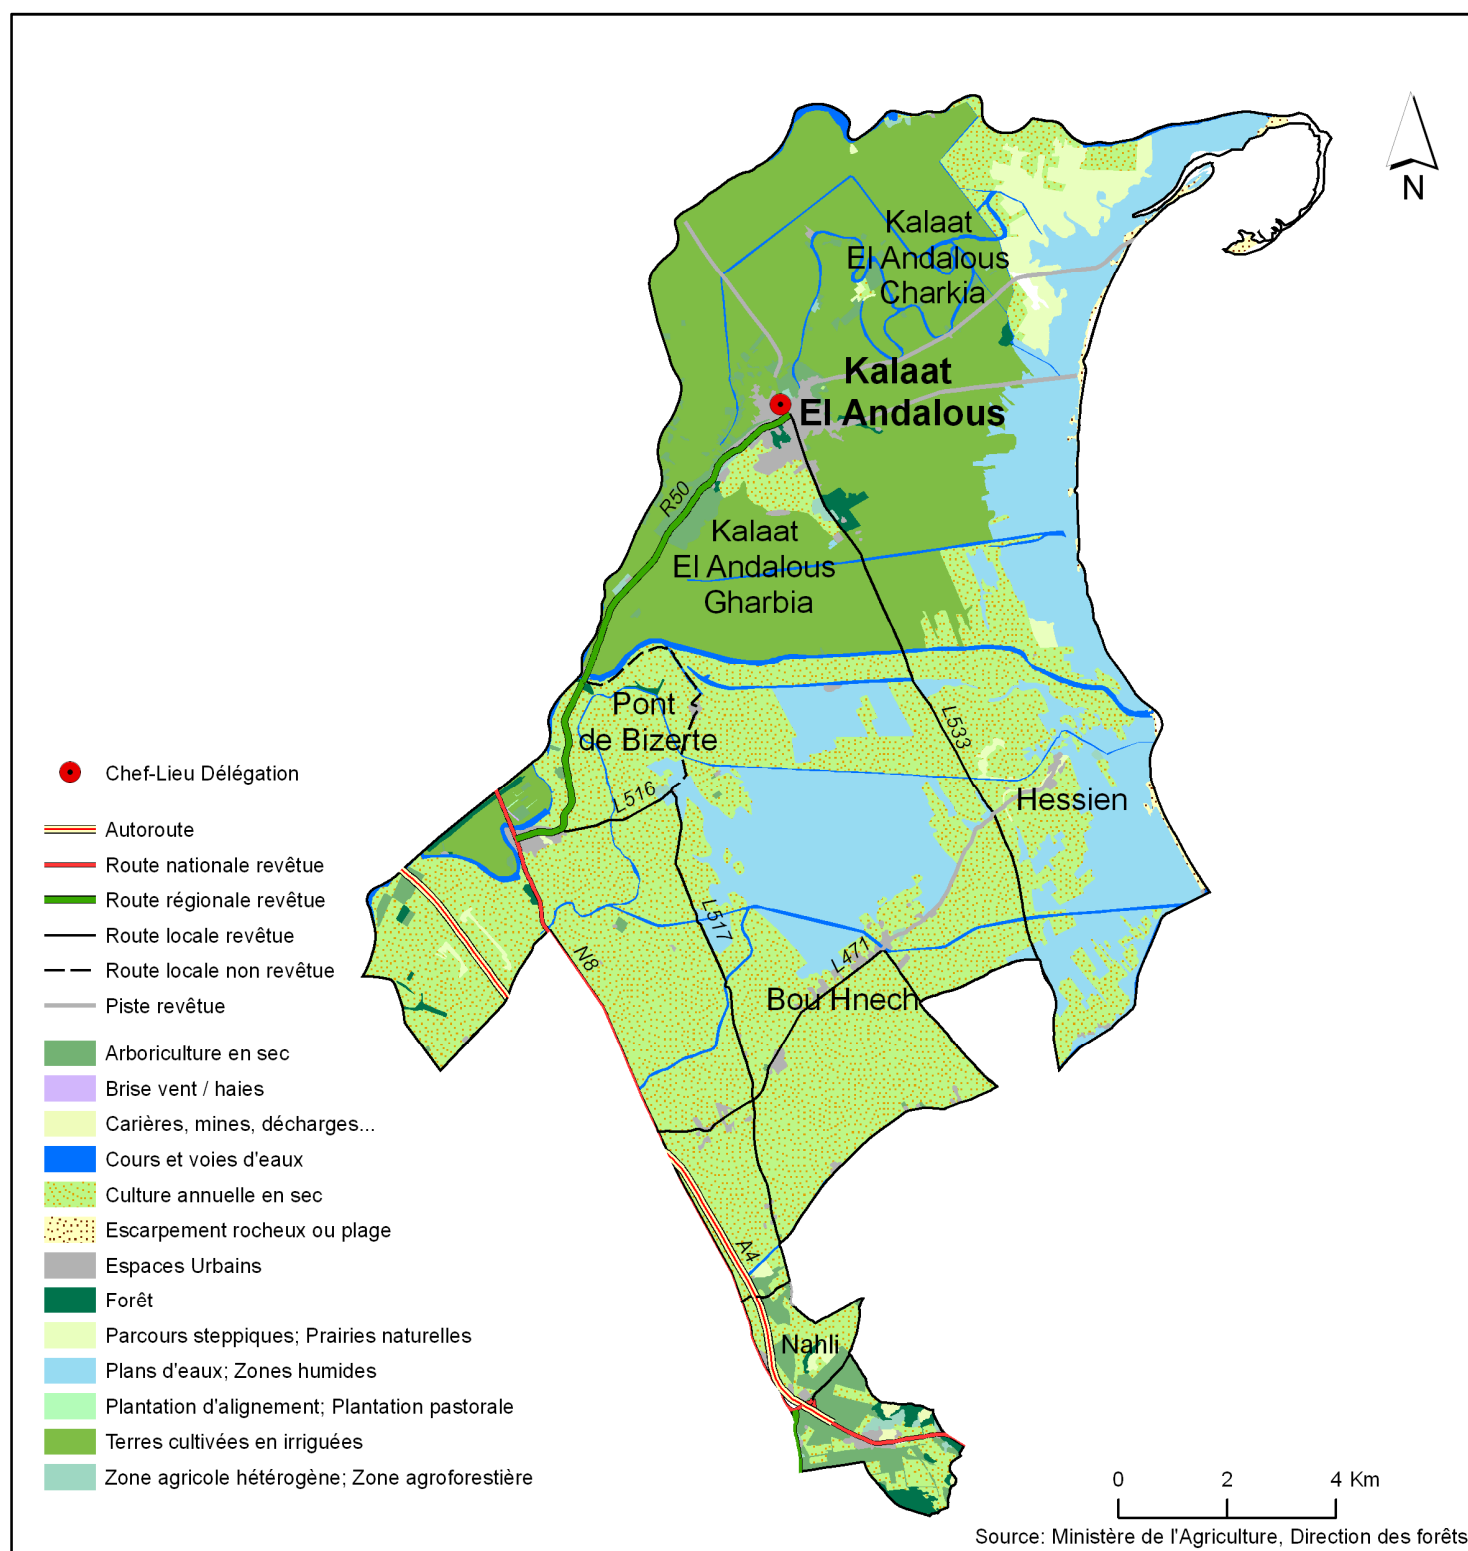 N
Kalaat
El Andalous
Charkia
Kalaat
El Andalous
R50
Kalaat
El Andalous
Gharbia
Pont
de Bizerte
L533
L516
Hessien
L517
N8
L471
Bou Hnech
A4
Nahli
Chef-Lieu Délégation
Autoroute
Route nationale revêtue
Route régionale revêtue
Route locale revêtue
Route locale non revêtue
Piste revêtue
Arboriculture en sec
Brise vent / haies
Carières, mines, décharges...
Cours et voies d'eaux
Culture annuelle en sec
Escarpement rocheux ou plage
Espaces Urbains
Forêt
Parcours steppiques; Prairies naturelles
Plans d'eaux; Zones humides
Plantation d'alignement; Plantation pastorale
Terres cultivées en irriguées
Zone agricole hétérogène; Zone agroforestière
0 2 4 Km
Source: Ministère de l'Agriculture, Direction des forêts